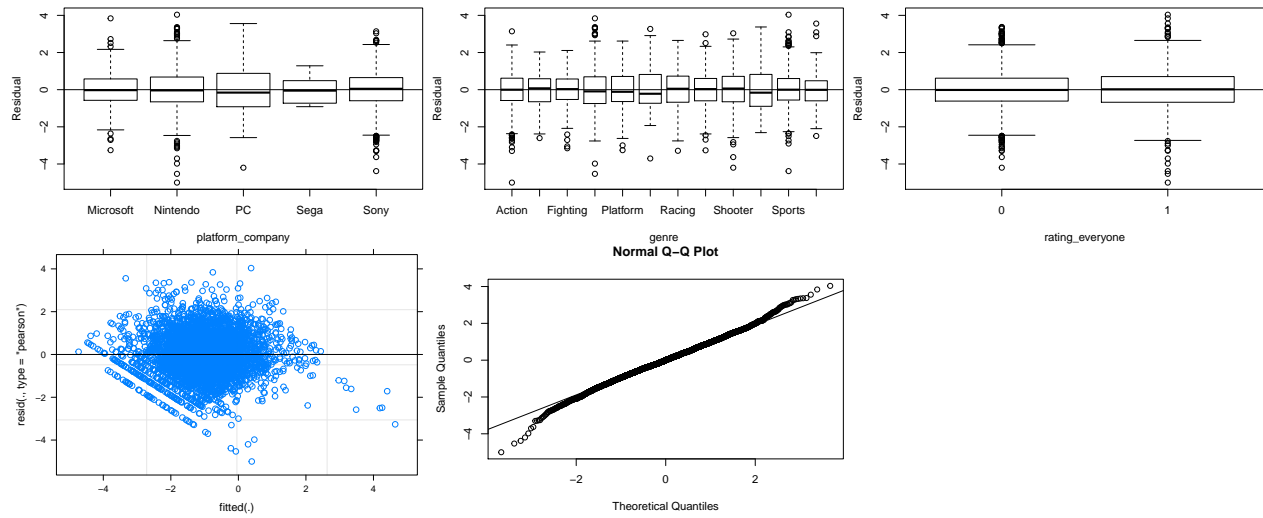 4
2
0
−2
−4
Residual
Microsoft
Nintendo
PC
Sega
Sony
platform_company
4
2
0
−2
−4
Residual
Action
Fighting
Platform
Racing
Shooter
Sports
genre
4
2
0
−2
−4
Residual
0
1
rating_everyone
4
2
0
−2
−4
resid(., type = "pearson")
−4
−2
0
2
4
fitted(.)
Normal Q−Q Plot
4
2
0
−2
−4
Sample Quantiles
−2
0
2
Theoretical Quantiles